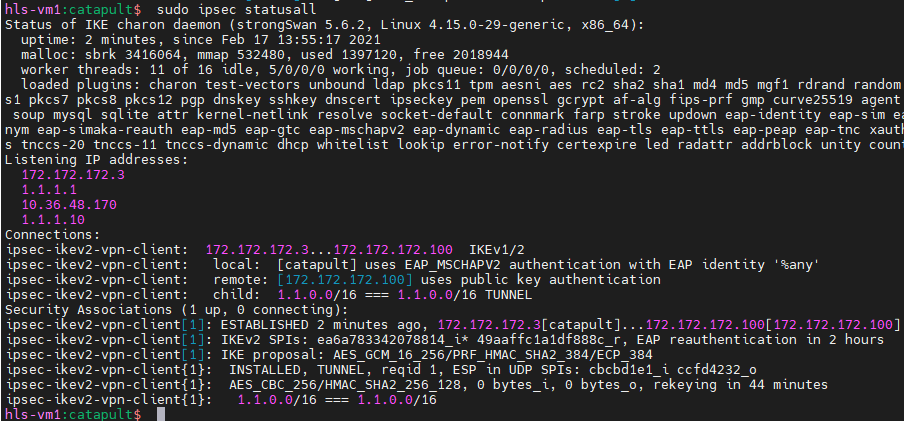 hls-vm1:catapult$  sudo ipsec statusall
Status of IKE charon daemon (strongSwan 5.6.2, Linux 4.15.0-29-generic, x86_64):
  uptime: 2 minutes, since Feb 17 13:55:17 2021
  malloc: sbrk 3416064, mmap 532480, used 1397120, free 2018944
  worker threads: 11 of 16 idle, 5/0/0/0 working, job queue: 0/0/0/0, scheduled: 2
  loaded plugins: charon test-vectors unbound ldap pkcs11 tpm aesni aes rc2 sha2 sha1 md4 md5 mgf1 rdrand random
s1 pkcs7 pkcs8 pkcs12 pgp dnskey sshkey dnscert ipseckey pem openssl gcrypt af-alg fips-prf gmp curve25519 agent
 soup mysql sqlite attr kernel-netlink resolve socket-default connmark farp stroke updown eap-identity eap-sim ea
nym eap-simaka-reauth eap-md5 eap-gtc eap-mschapv2 eap-dynamic eap-radius eap-tls eap-ttls eap-peap eap-tnc xauth
s tnccs-20 tnccs-11 tnccs-dynamic dhcp whitelist lookip error-notify certexpire led radattr addrblock unity coun
Listening IP addresses:
  172.172.172.3
  1.1.1.1
  10.36.48.170
  1.1.1.10
Connections:
ipsec-ikev2-vpn-client:  172.172.172.3...172.172.172.100  IKEv1/2
ipsec-ikev2-vpn-client:   local:  [catapult] uses EAP_MSCHAPV2 authentication with EAP identity '%any'
ipsec-ikev2-vpn-client:   remote: [172.172.172.100] uses public key authentication
ipsec-ikev2-vpn-client:   child:  1.1.0.0/16 === 1.1.0.0/16 TUNNEL
Security Associations (1 up, 0 connecting):
ipsec-ikev2-vpn-client[1]: ESTABLISHED 2 minutes ago, 172.172.172.3[catapult]...172.172.172.100[172.172.172.100]
ipsec-ikev2-vpn-client[1]: IKEv2 SPIs: ea6a783342078814_i* 49aaffc1a1df888c_r, EAP reauthentication in 2 hours
ipsec-ikev2-vpn-client[1]: IKE proposal: AES_GCM_16_256/PRF_HMAC_SHA2_384/ECP_384
ipsec-ikev2-vpn-client{1}:  INSTALLED, TUNNEL, reqid 1, ESP in UDP SPIs: cbcbd1e1_i ccfd4232_o
ipsec-ikev2-vpn-client{1}:  AES_CBC_256/HMAC_SHA2_256_128, 0 bytes_i, 0 bytes_o, rekeying in 44 minutes
ipsec-ikev2-vpn-client{1}:   1.1.0.0/16 === 1.1.0.0/16
hls-vm1:catapult$